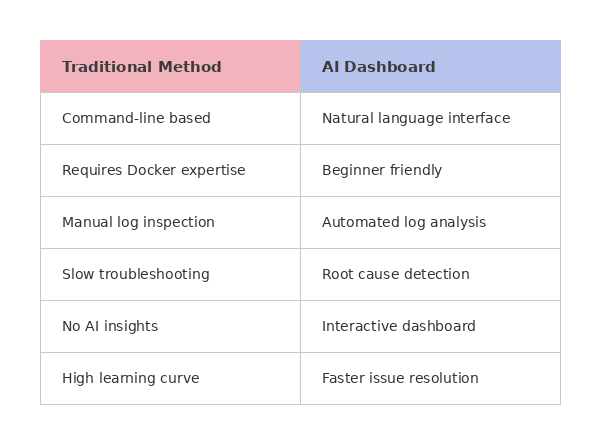 Traditional Method AI Dashboard
Command-line based Natural language interface
Requires Docker expertise Beginner friendly
Manual log inspection Automated log analysis
Slow troubleshooting Root cause detection
No AI insights Interactive dashboard
High learning curve Faster issue resolution